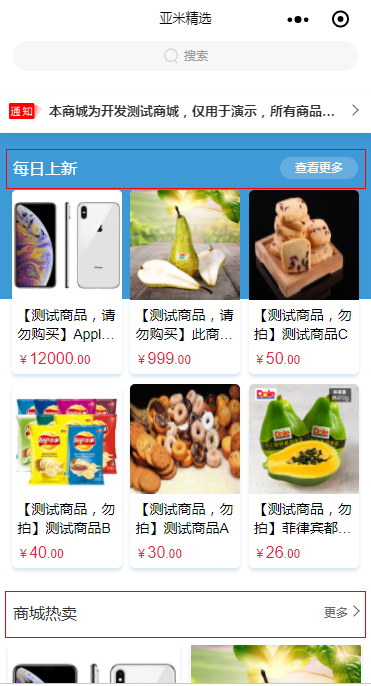 亚米精选
搜索
通知 本商城为开发测试商城，仅用于演示，所有商品...
每日上新 查看更多
【测试商品，请勿购买】Appl...
¥12000.00
【测试商品，请勿购买】此商...
¥999.00
【测试商品，勿拍】测试商品C
¥50.00
【测试商品，勿拍】测试商品B
¥40.00
【测试商品，勿拍】测试商品A
¥30.00
Dole
Dole
【测试商品，勿拍】菲律宾都...
¥26.00
商城热卖 更多